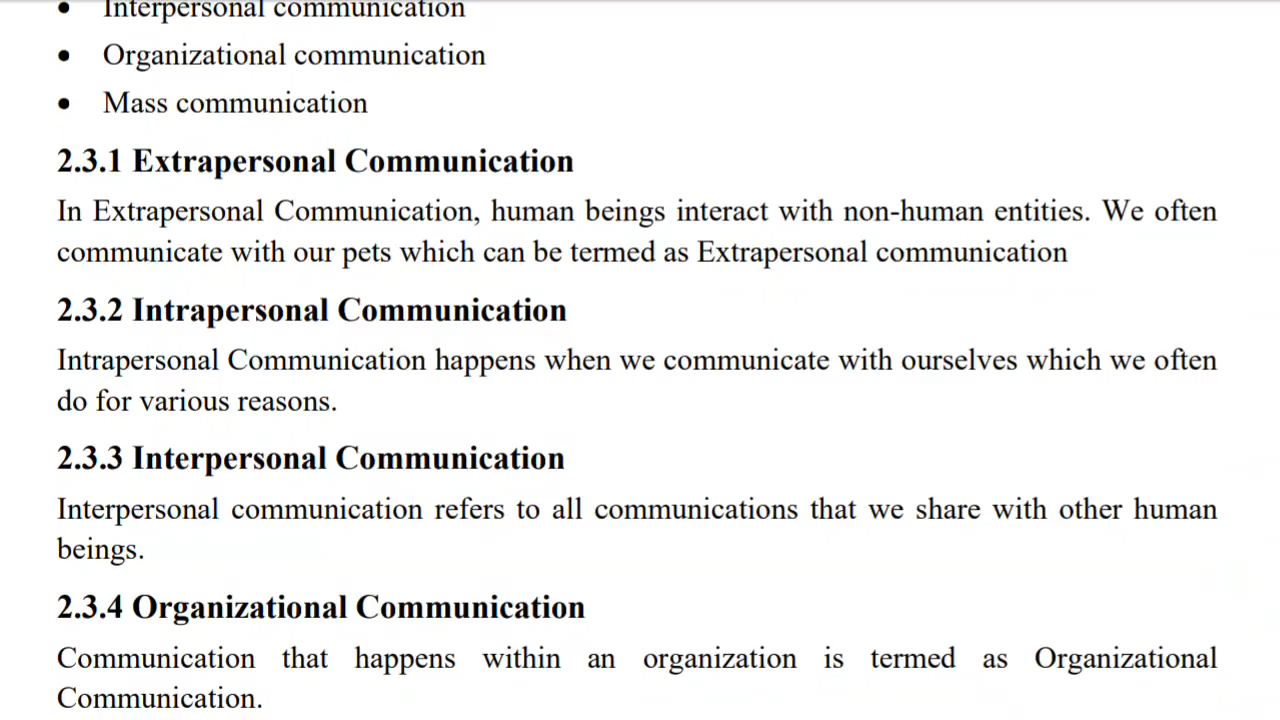 • Interpersonal communication
• Organizational communication
• Mass communication
2.3.1 Extrapersonal Communication
In Extrapersonal Communication, human beings interact with non-human entities. We often
communicate with our pets which can be termed as Extrapersonal communication
2.3.2 Intrapersonal Communication
Intrapersonal Communication happens when we communicate with ourselves which we often
do for various reasons.
2.3.3 Interpersonal Communication
Interpersonal communication refers to all communications that we share with other human
beings.
2.3.4 Organizational Communication
Communication that happens within an organization is termed as Organizational
Communication.